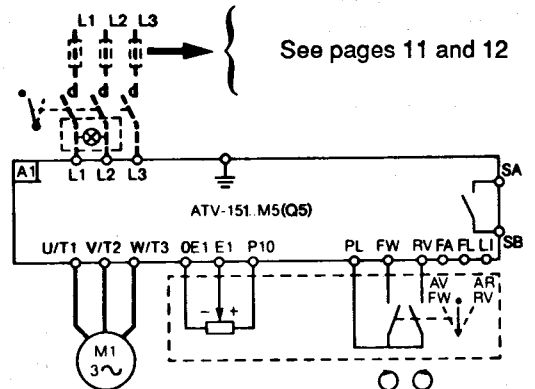 L1 L2 L3
See pages 11 and 12
A1
L1 L2 L3
SA
ATV-151..M5(Q5)
SB
U/T1 V/T2 W/T3 0E1 E1 P10 PL FW RV FA FL LI
AV AR
FW RV
M1
3~